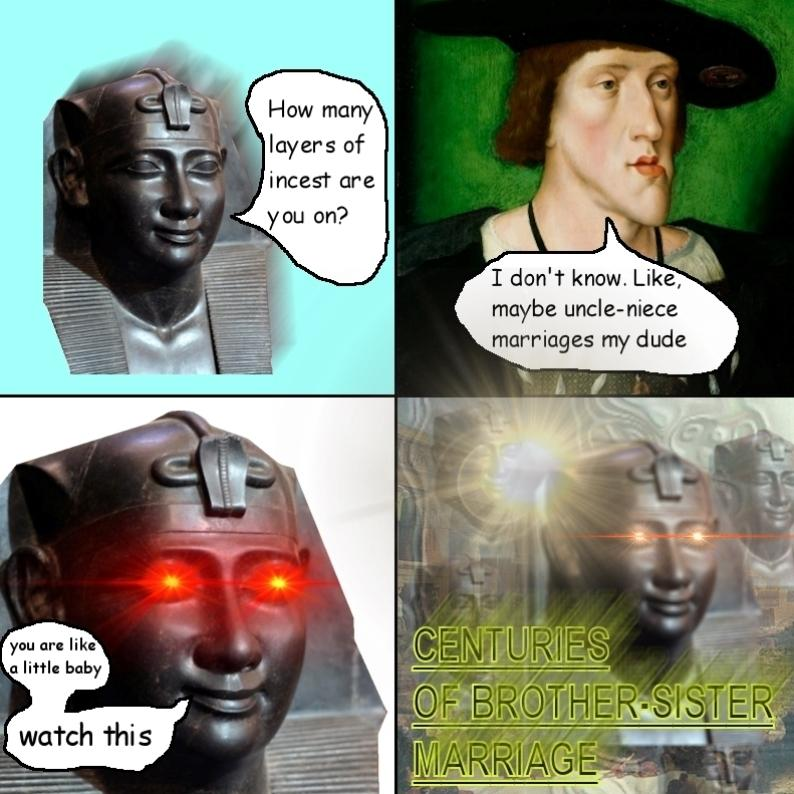 How many
layers of
incest are
you on?
I don't know. Like,
maybe uncle-niece
marriages my dude
you are like
a little baby
watch this
CENTURIES
OF BROTHER-SISTER
MARRIAGE